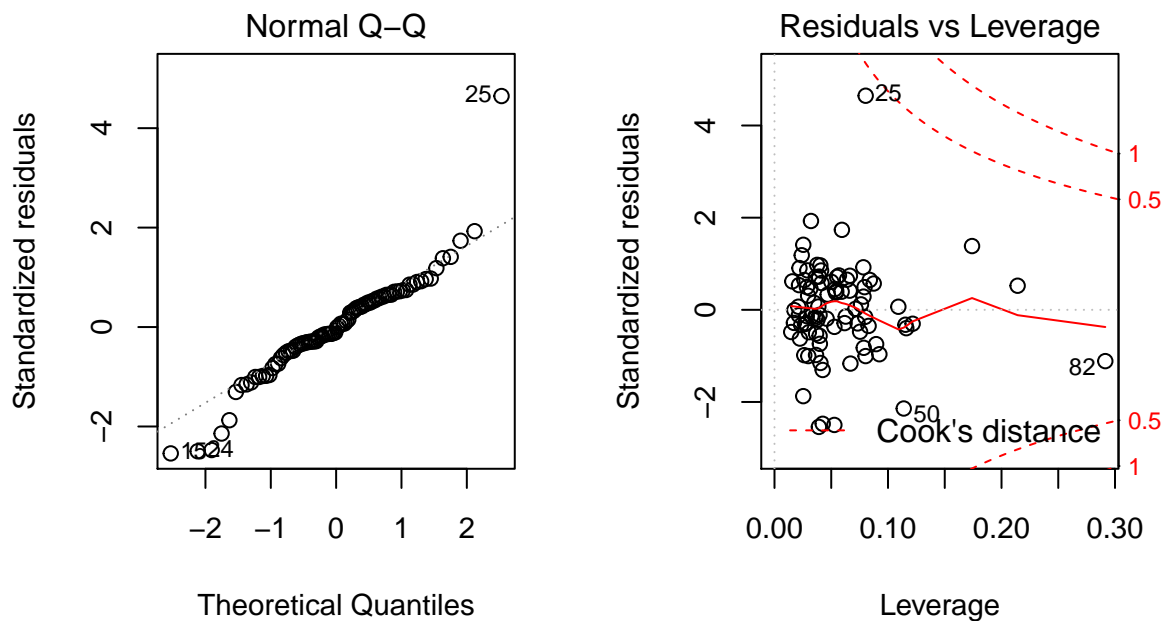 Normal Q−Q
Standardized residuals
4
2
0
−2
25
1524
−2 −1 0 1 2
Theoretical Quantiles
Residuals vs Leverage
Standardized residuals
4
2
0
−2
25
82
50
Cook's distance
1
0.5
0.5
1
0.00 0.10 0.20 0.30
Leverage